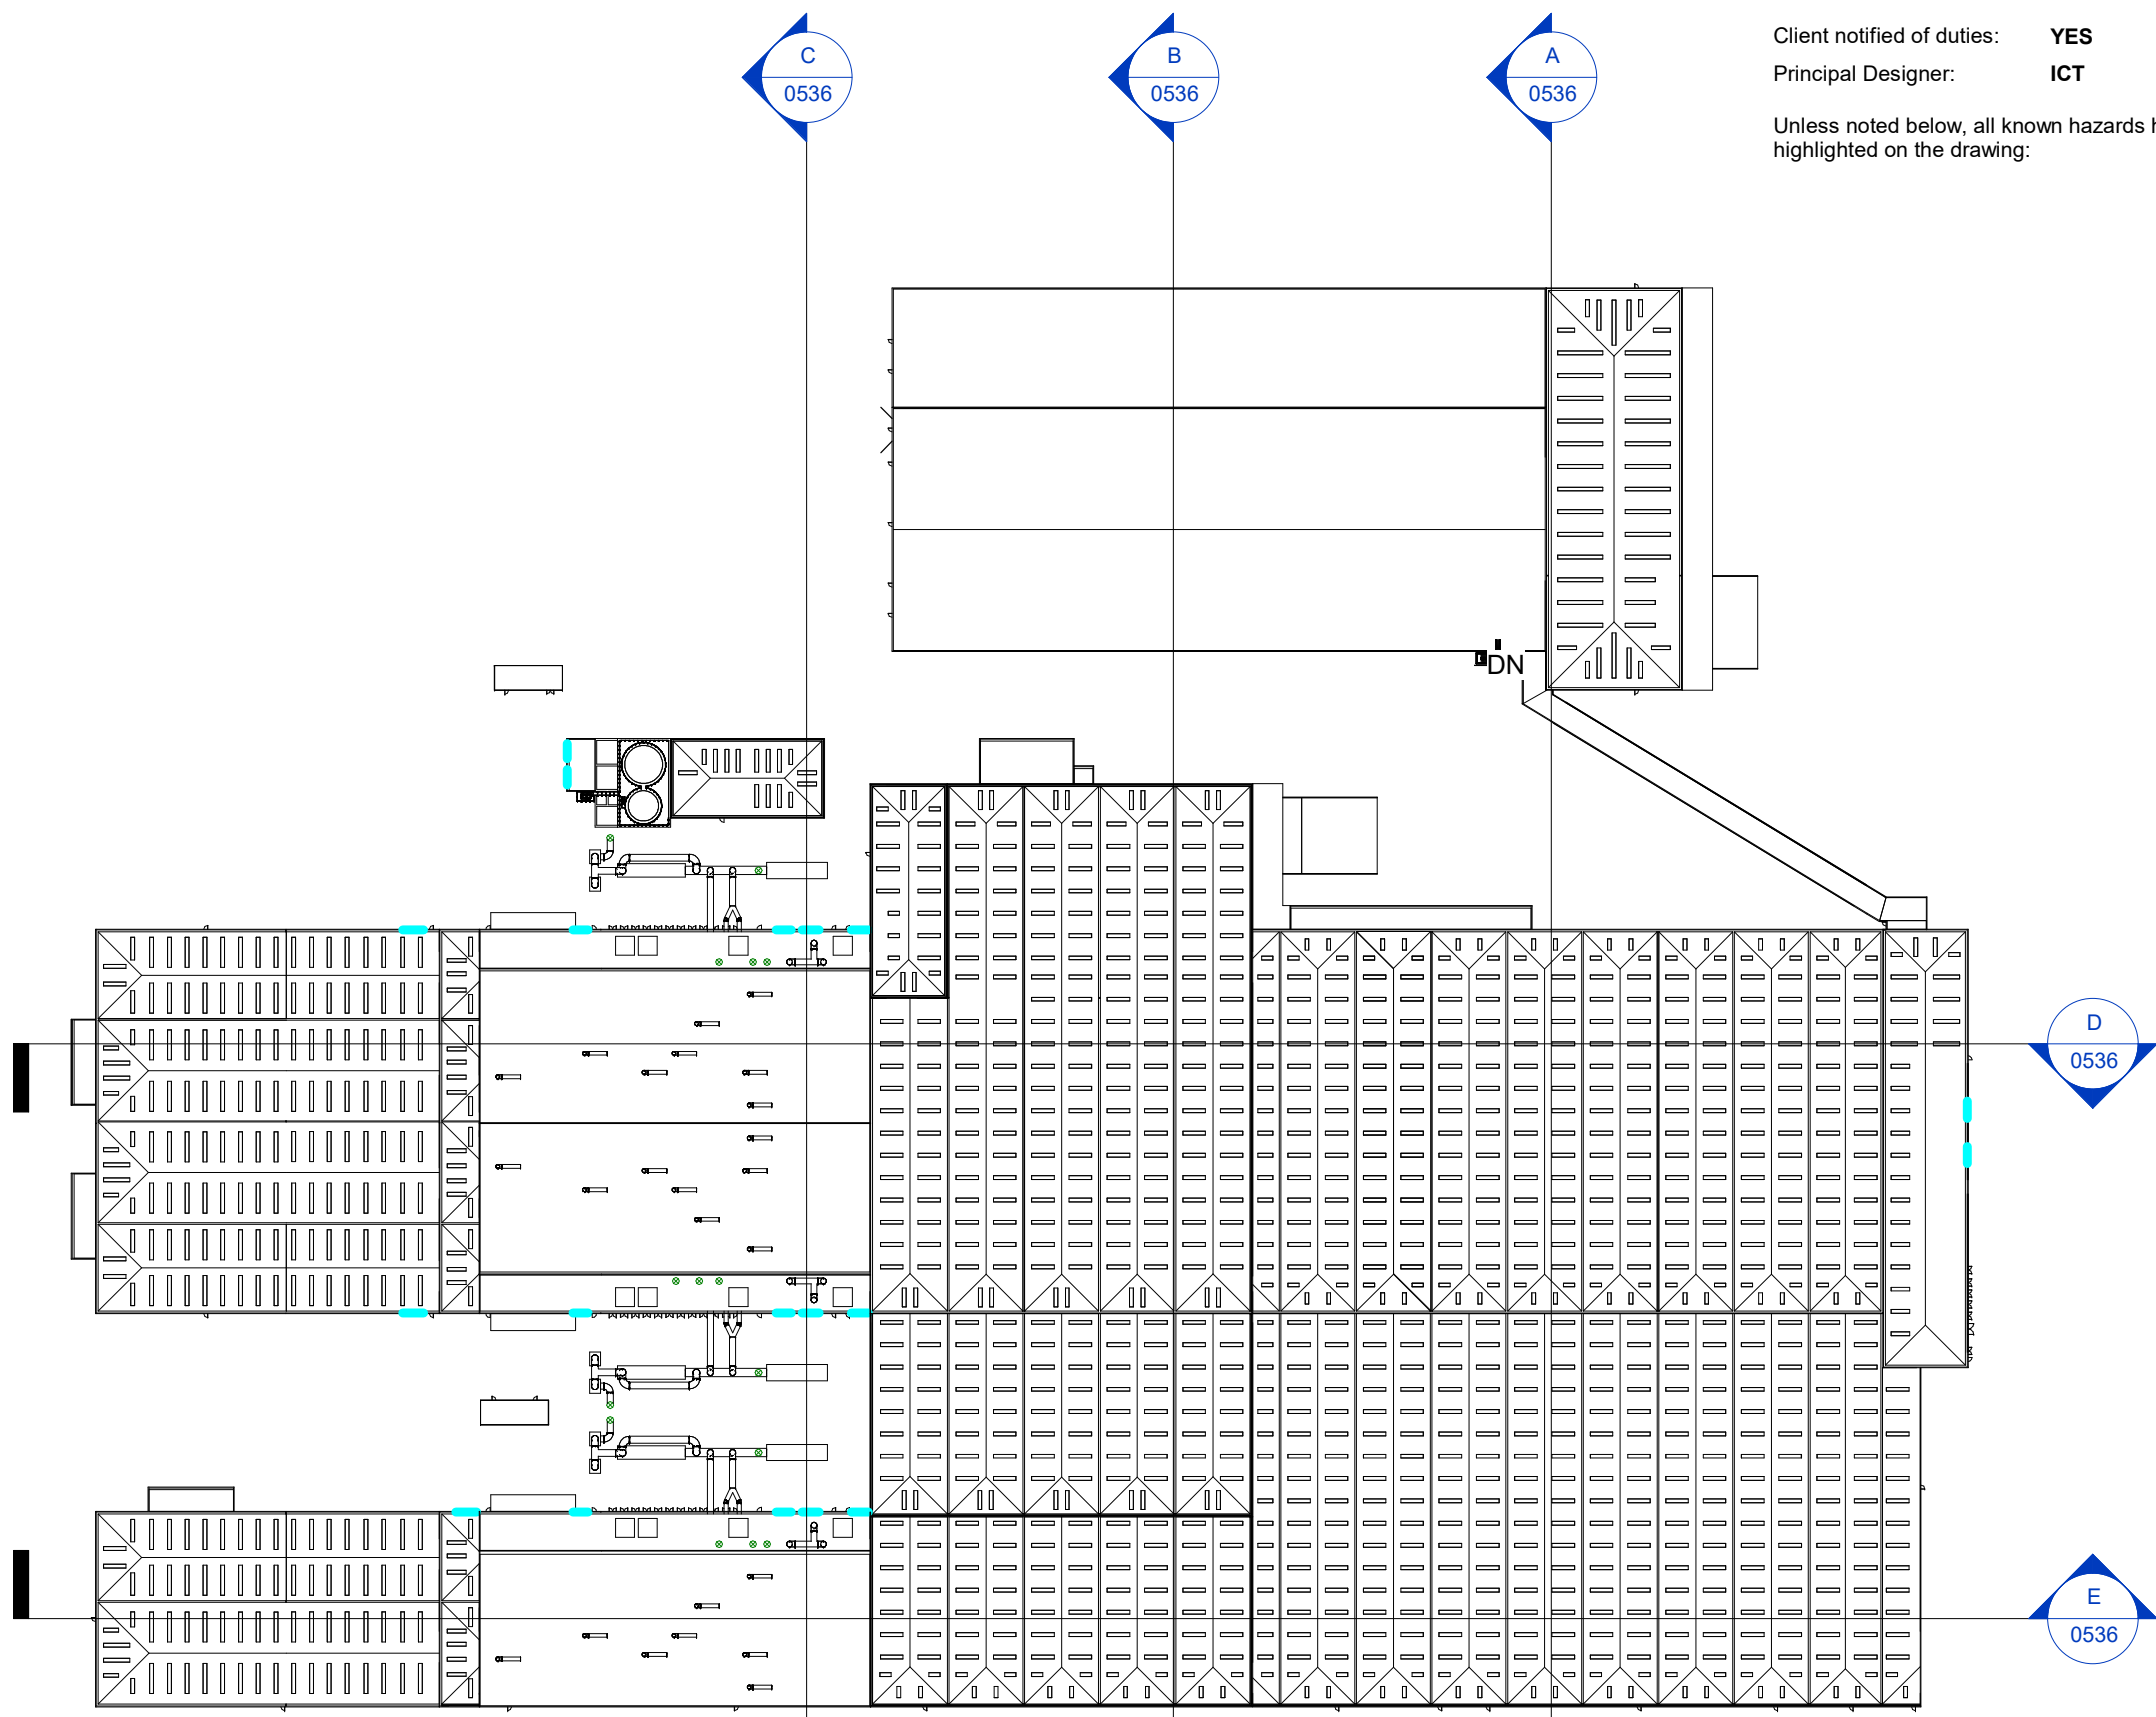 C
0536
B
0536
A
0536
Client notified of duties: YES
Principal Designer: ICT
Unless noted below, all known hazards
highlighted on the drawing:
DN
D
0536
E
0536